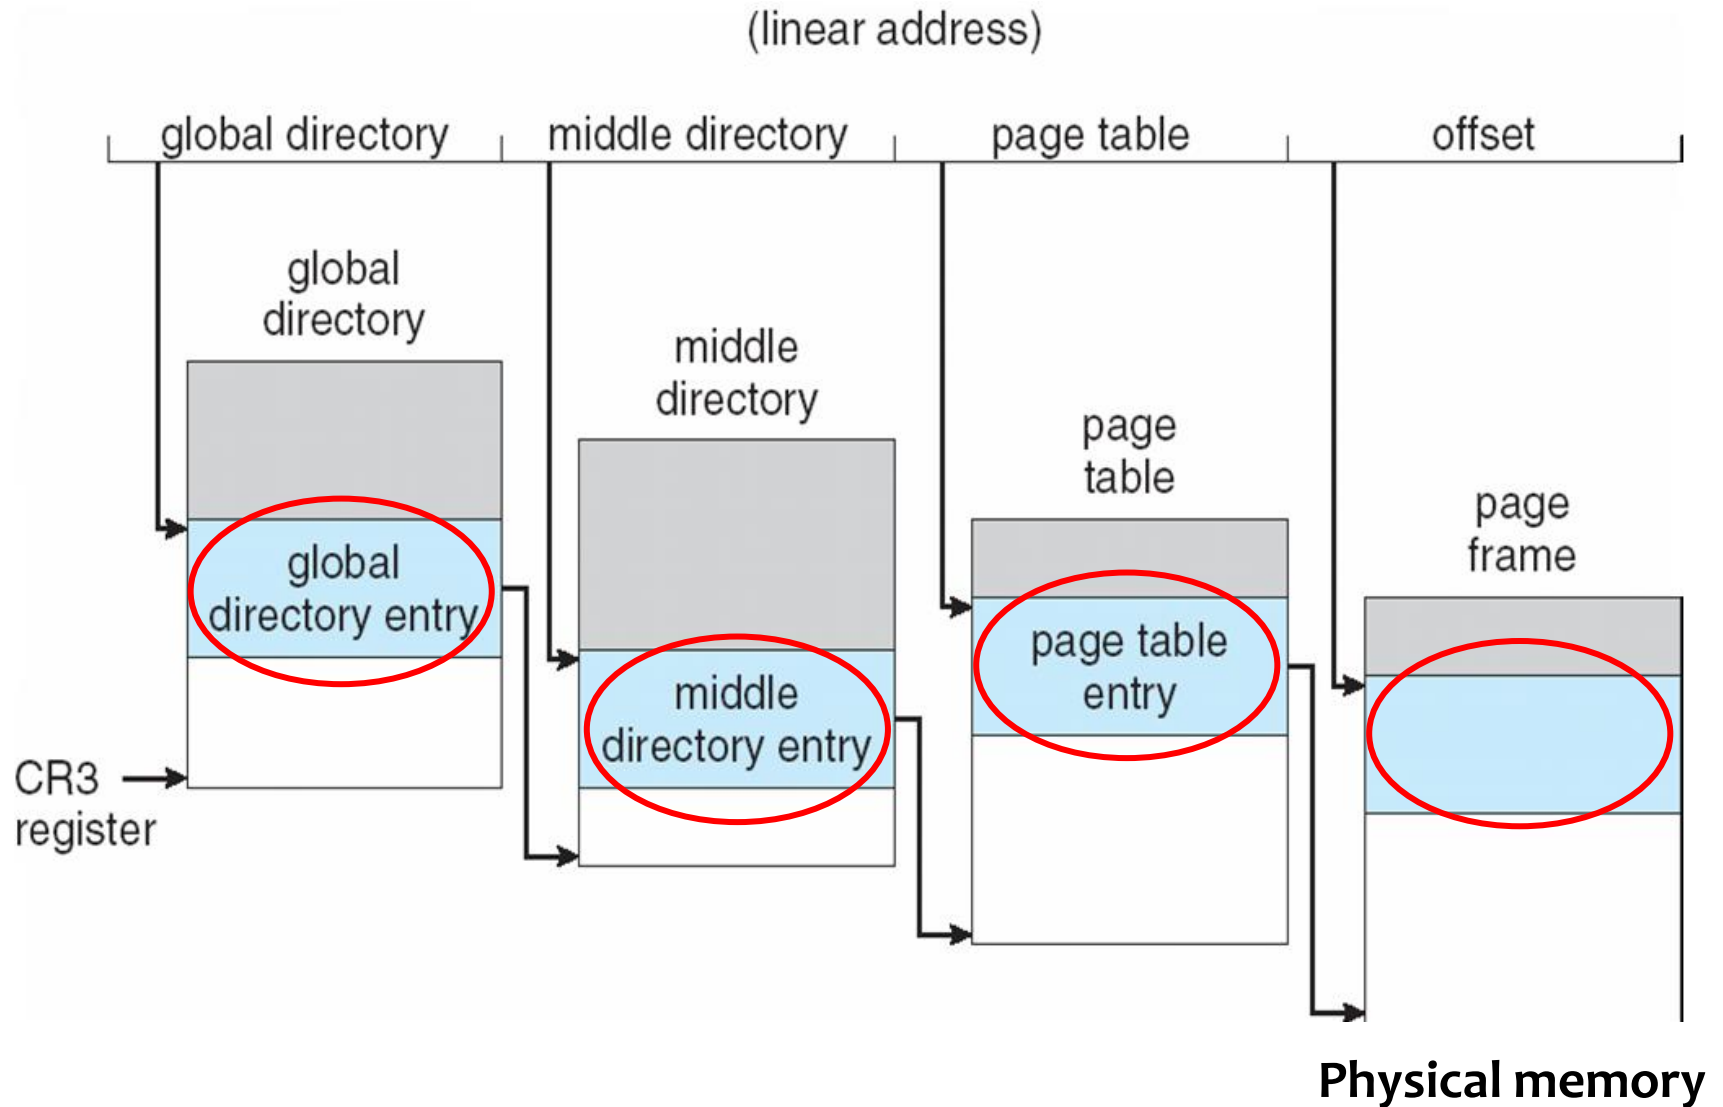 (linear address)
global directory
middle directory
page table
offset
global
directory
middle
directory
page
table
page
frame
global
directory entry
page table
entry
middle
directory entry
CR3
register
Physical memory